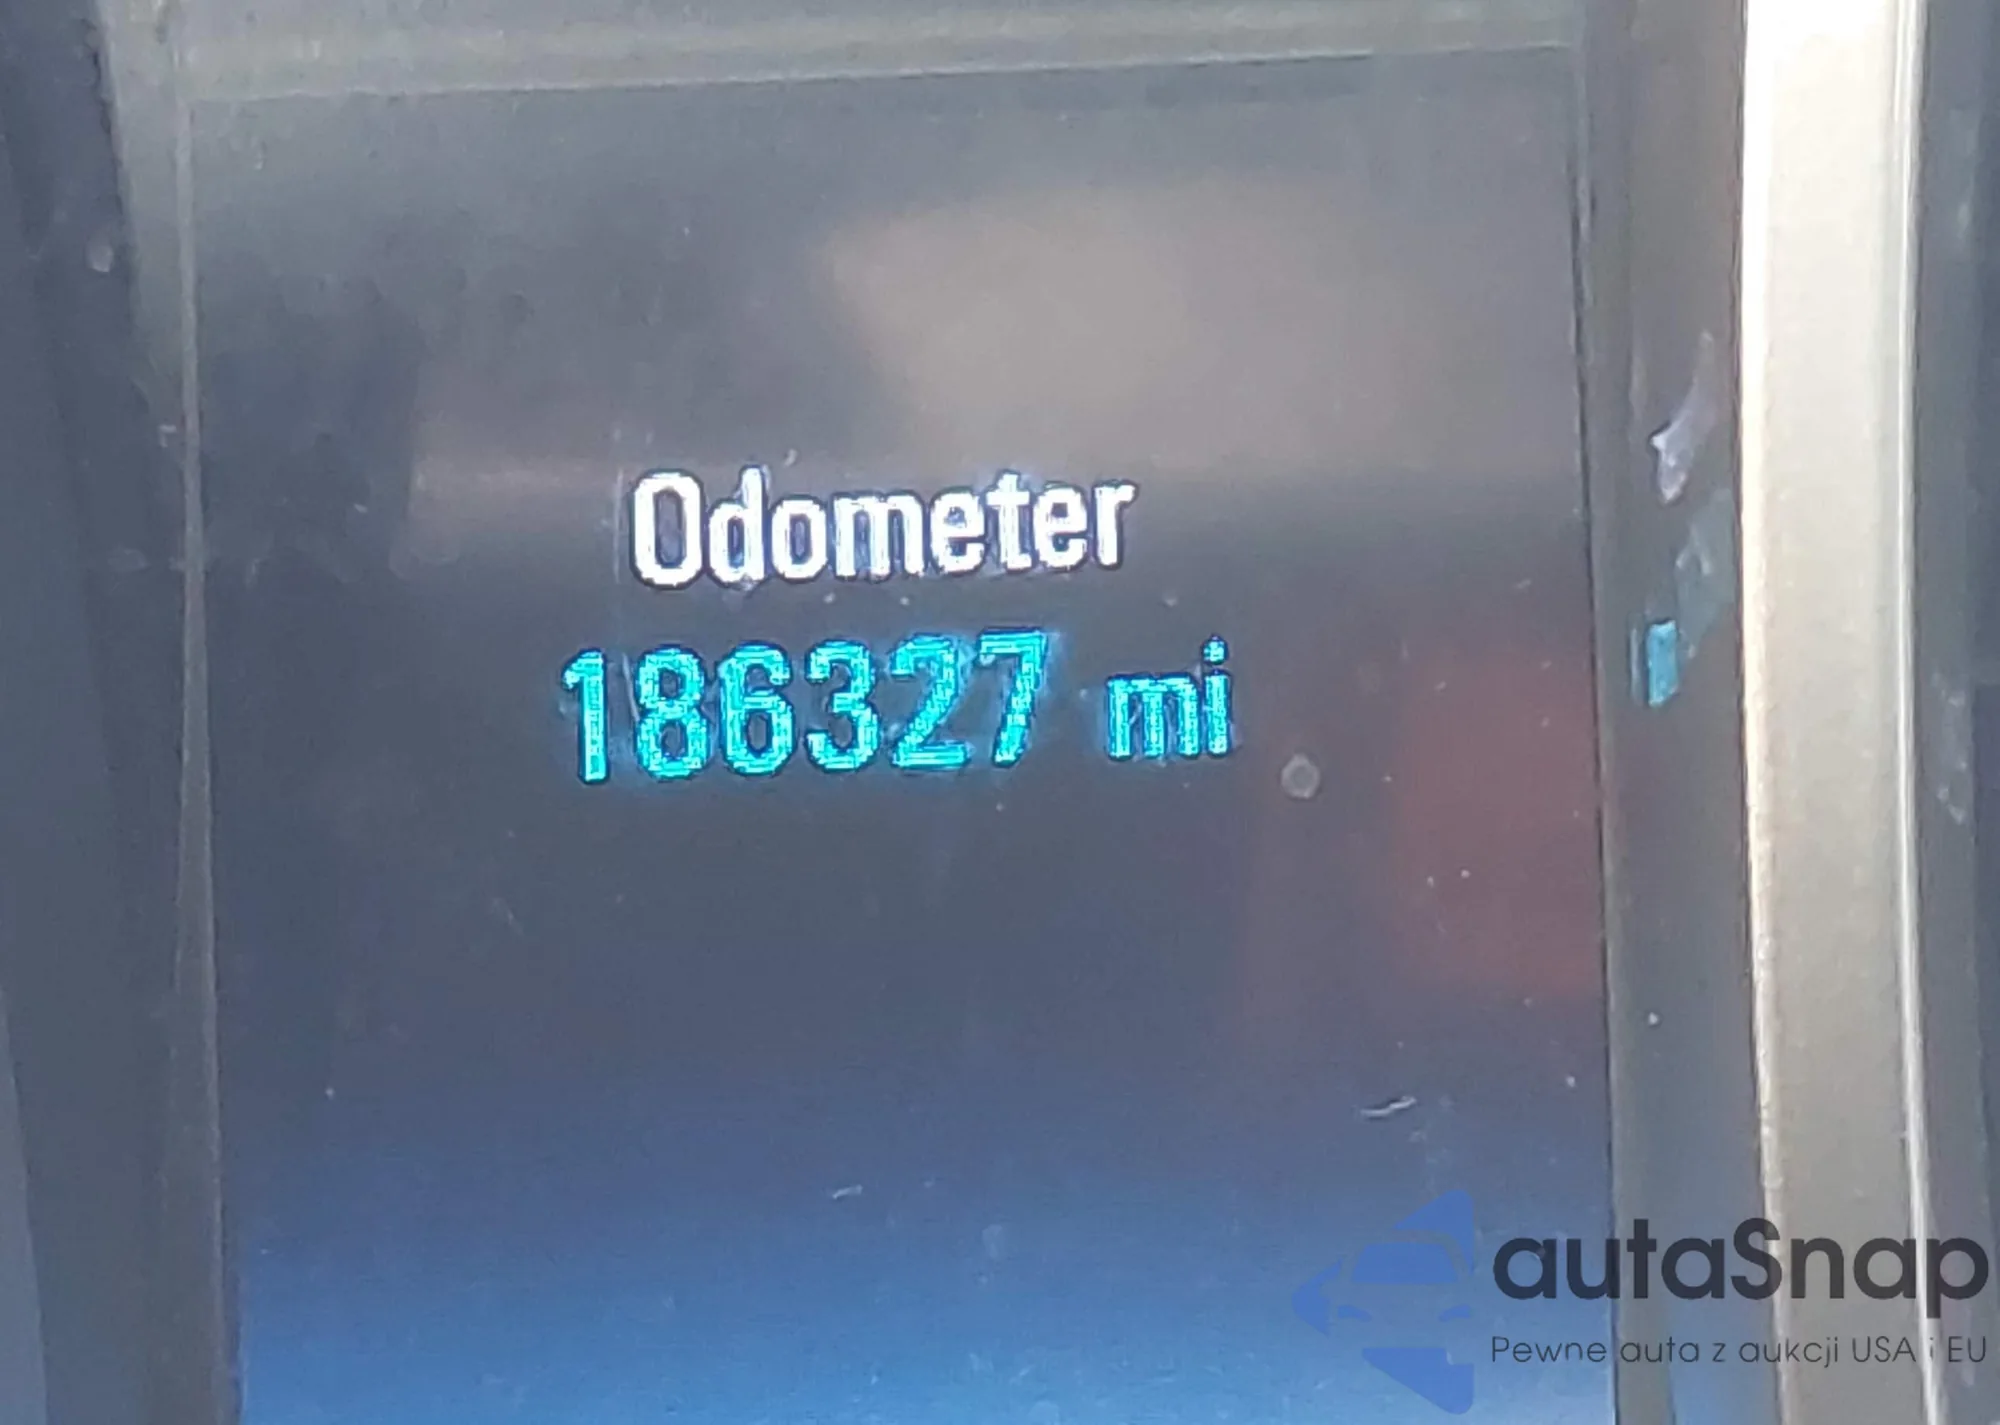 Odometer
186327 mi
autaSnap
Pewne auta z aukcji USA i EU